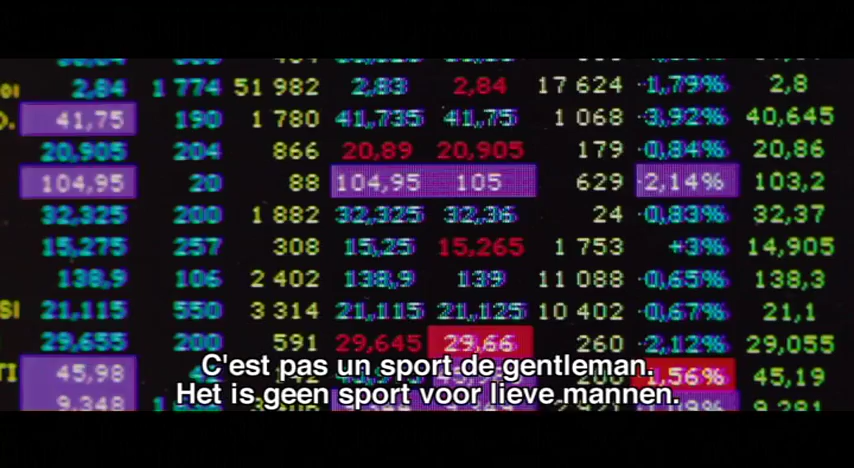 2,84 1 774 51 982 2,83 2,84 17 624 -1,79% 2,8
41,75 190 1 780 41,735 41,75 1 068 -3,92% 40,645
20,905 204 866 20,89 20,905 179 -0,84% 20,86
104,95 20 88 104,95 105 629 -2,14% 103,2
32,325 200 1 882 32,325 32,36 24 -0,83% 32,37
15,275 257 308 15,25 15,265 1 753 +3% 14,905
138,9 106 2 402 138,9 139 11 088 -0,65% 138,3
SI 21,115 550 3 314 21,115 21,125 10 402 -0,67% 21,1
29,655 200 591 29,645 29,66 260 -2,12% 29,055
TI 45,98 1,56% 45,19
9,348 9,281
C'est pas un sport de gentleman.
Het is geen sport voor lieve mannen.